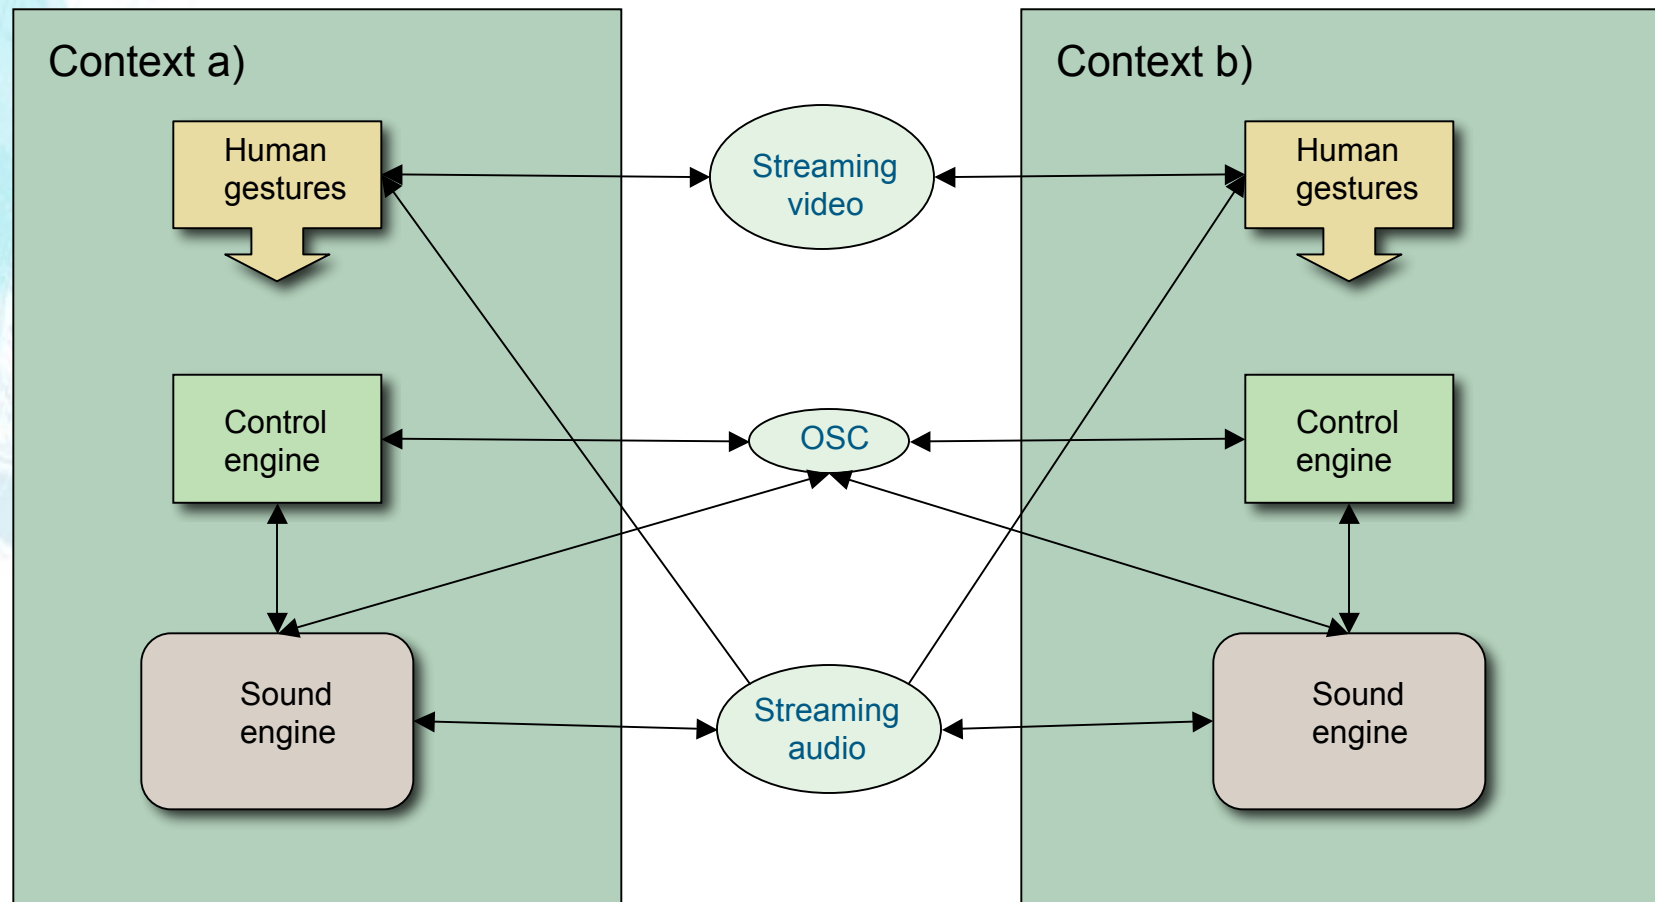 Context a)
Human
gestures
Control
engine
Sound
engine
Streaming
video
OSC
Streaming
audio
Context b)
Human
gestures
Control
engine
Sound
engine